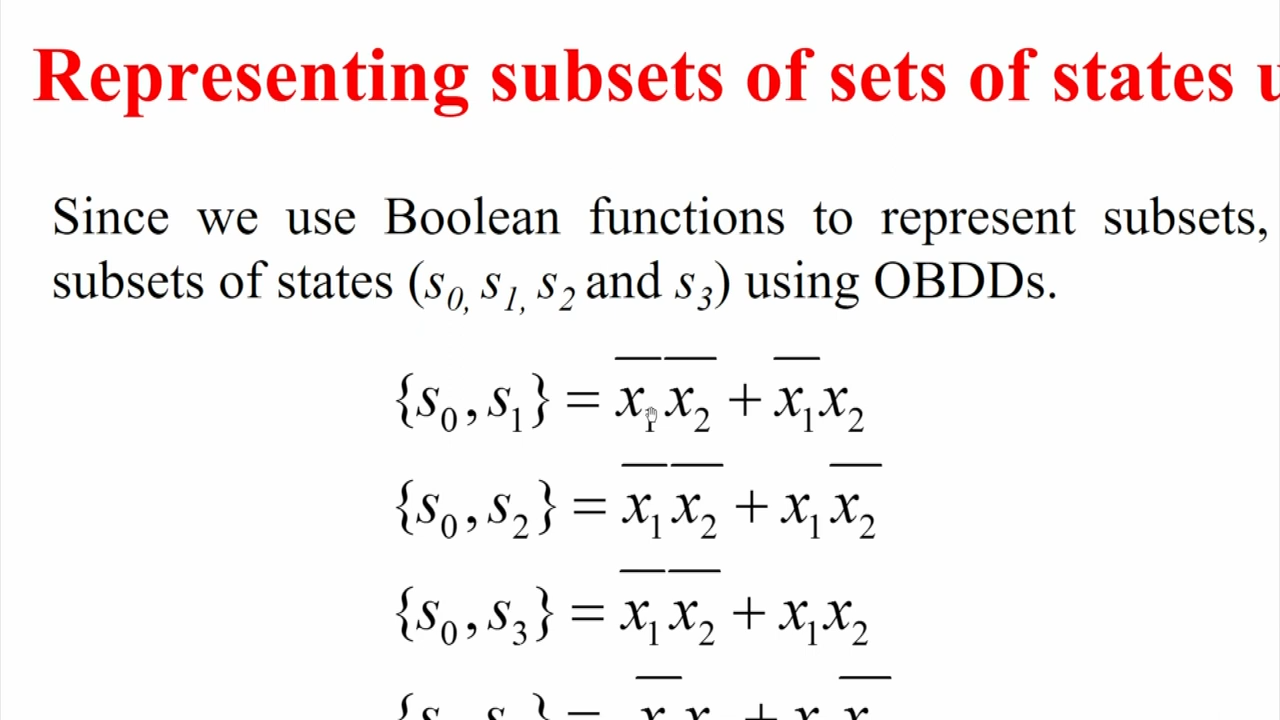 Representing subsets of sets of states
Since we use Boolean functions to represent subsets,
subsets of states (s₀, s₁, s₂ and s₃) using OBDDs.
{s₀, s₁} = x̅₁x̅₂ + x̅₁x₂
{s₀, s₂} = x̅₁x̅₂ + x₁x̅₂
{s₀, s₃} = x̅₁x̅₂ + x₁x₂